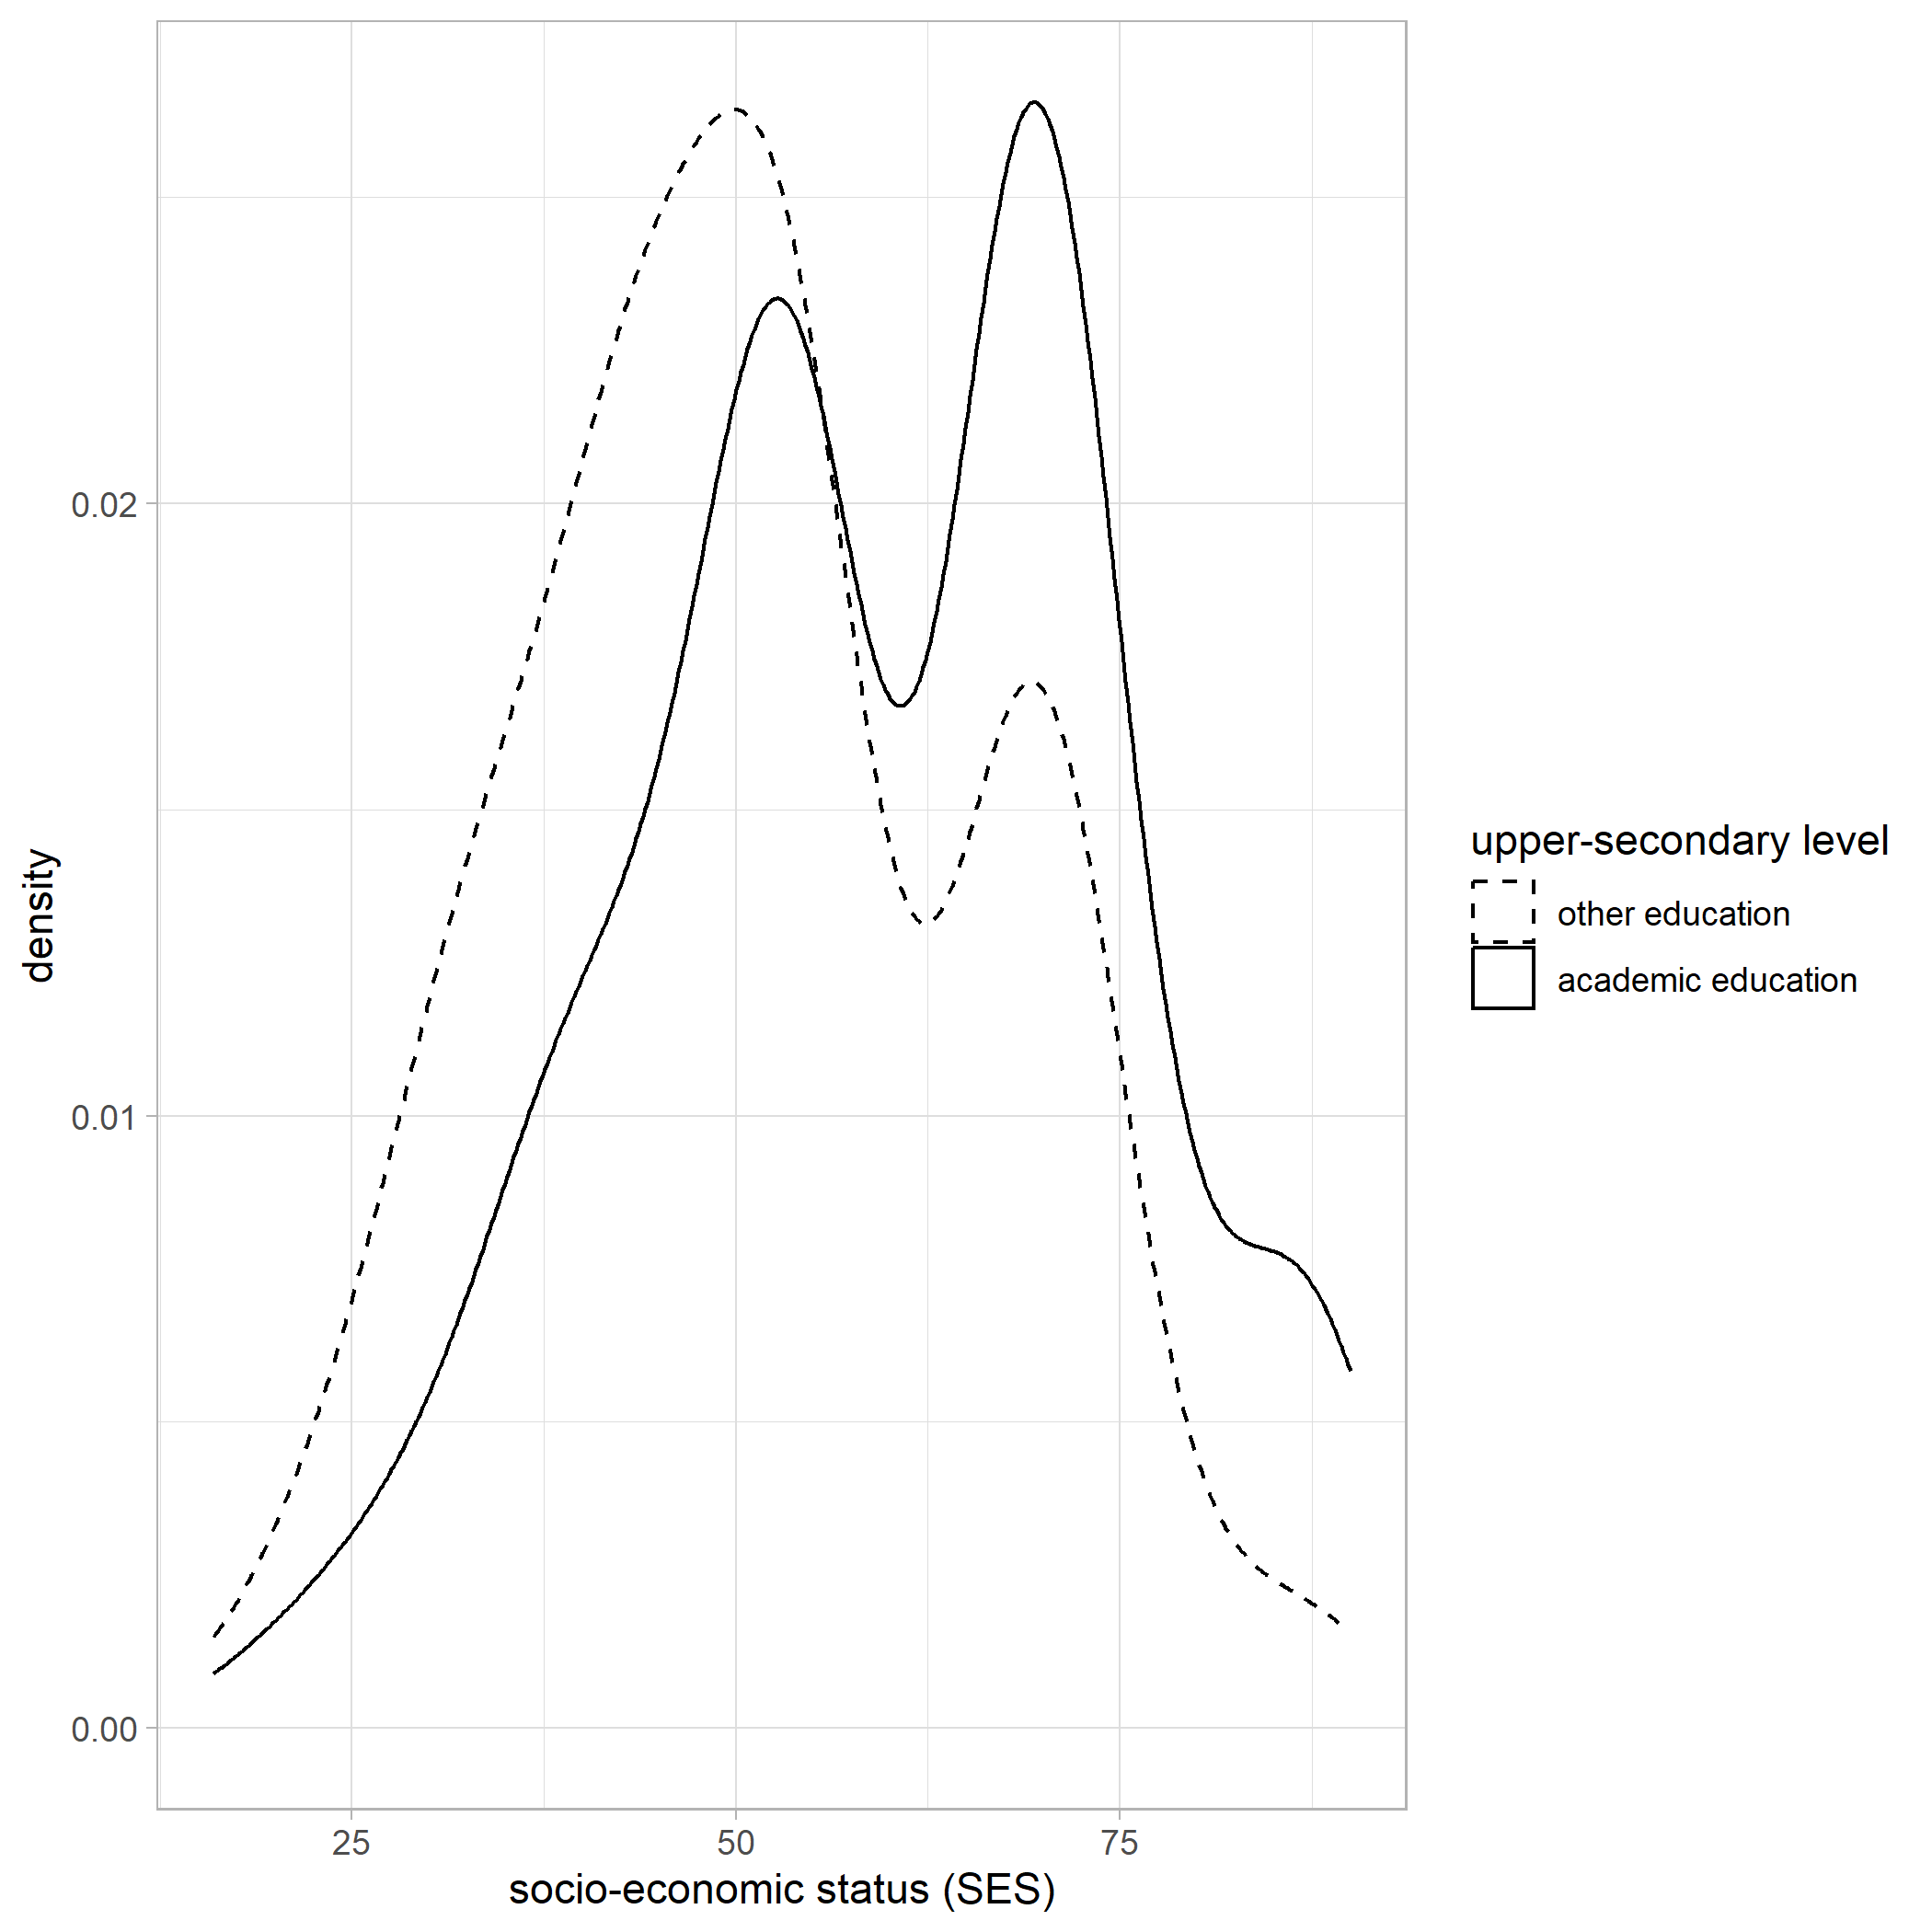 density
0.02
0.01
0.00
25 50 75
socio-economic status (SES)
upper-secondary level
other education
academic education